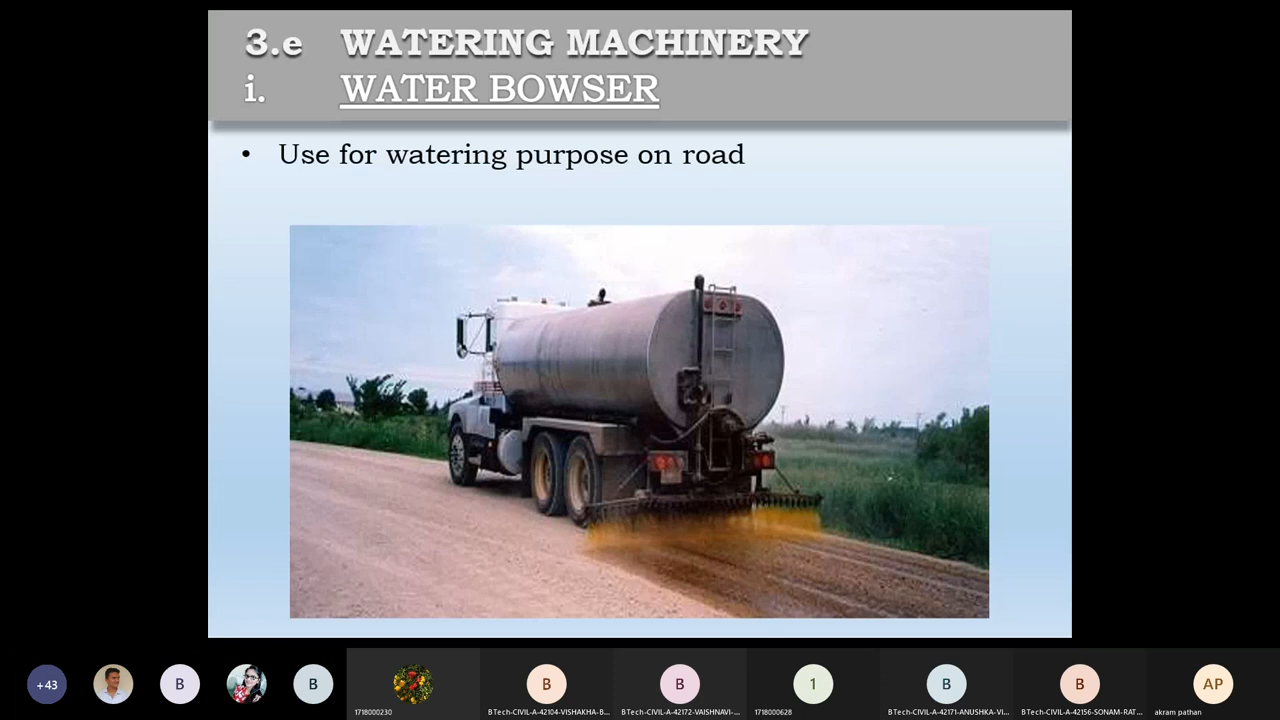 3.e WATERING MACHINERY
i. WATER BOWSER
• Use for watering purpose on road
+43
B
B
B
B
1
B
B
AP
1718000230
BTech-CIVIL-A-42104-VISHAKHA-B...
BTech-CIVIL-A-42172-VAISHNAVI-...
1718000628
BTech-CIVIL-A-42171-ANUSHKA-VI...
BTech-CIVIL-A-42156-SONAM-RAT...
akram pathan